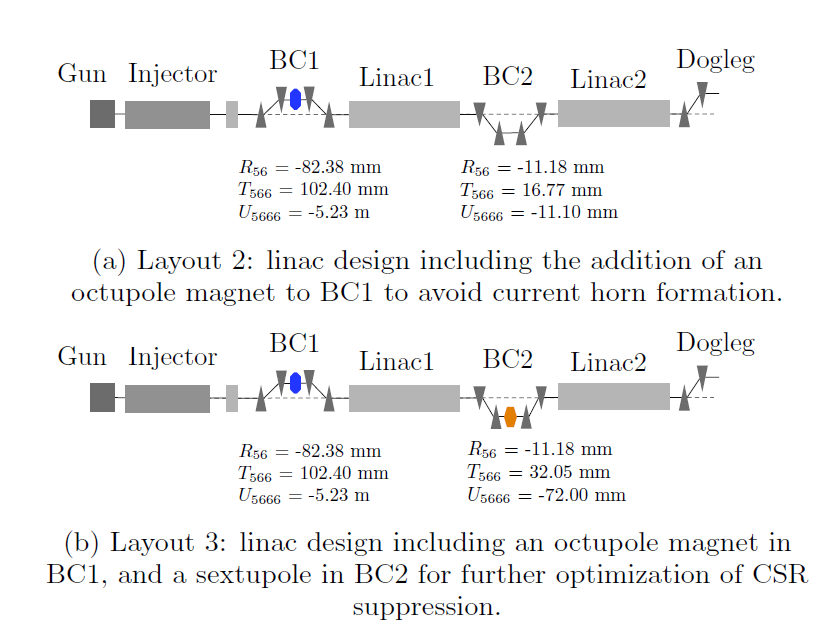 Gun Injector BC1 Linac1 BC2 Linac2 Dogleg
R56 = -82.38 mm R56 = -11.18 mm
T566 = 102.40 mm T566 = 16.77 mm
U5666 = -5.23 m U5666 = -11.10 mm
(a) Layout 2: linac design including the addition of an
octupole magnet to BC1 to avoid current horn formation.
Gun Injector BC1 Linac1 BC2 Linac2 Dogleg
R56 = -82.38 mm R56 = -11.18 mm
T566 = 102.40 mm T566 = 32.05 mm
U5666 = -5.23 m U5666 = -72.00 mm
(b) Layout 3: linac design including an octupole magnet in
BC1, and a sextupole in BC2 for further optimization of CSR
suppression.